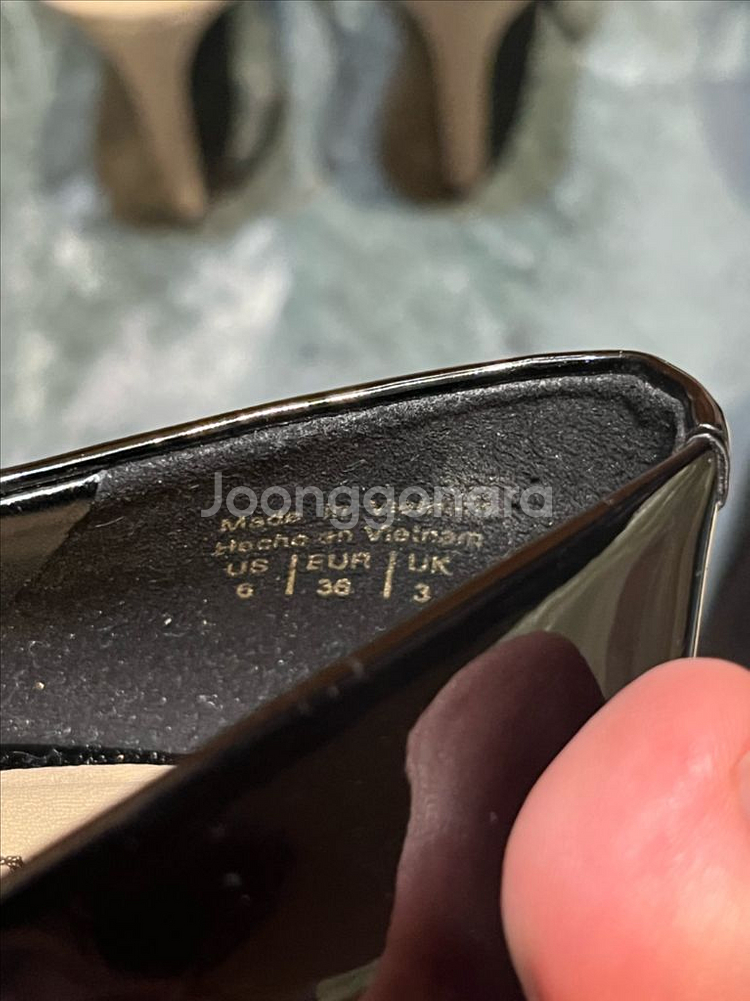 Joonggonara
Made in Vietnam
Hecho en Vietnam
US | EUR | UK
6 | 36 | 3